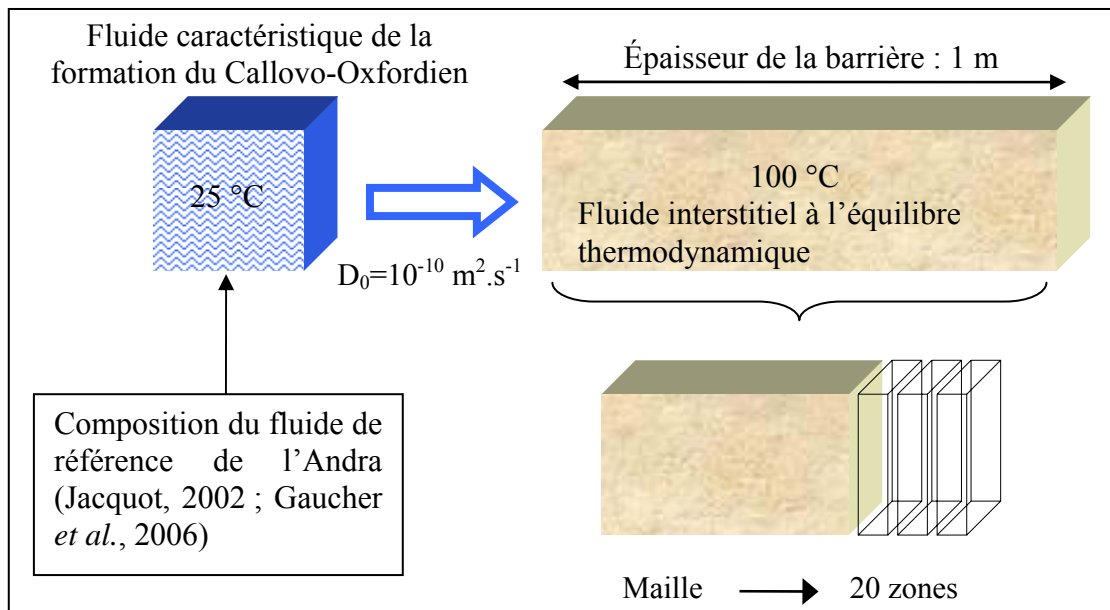 Fluide caractéristique de la
formation du Callovo-Oxfordien
Épaisseur de la barrière : 1 m
25 °C
100 °C
Fluide interstitiel à l’équilibre
thermodynamique
D₀=10⁻¹⁰ m².s⁻¹
Composition du fluide de
référence de l’Andra
(Jacquot, 2002 ; Gaucher
et al., 2006)
Maille 20 zones